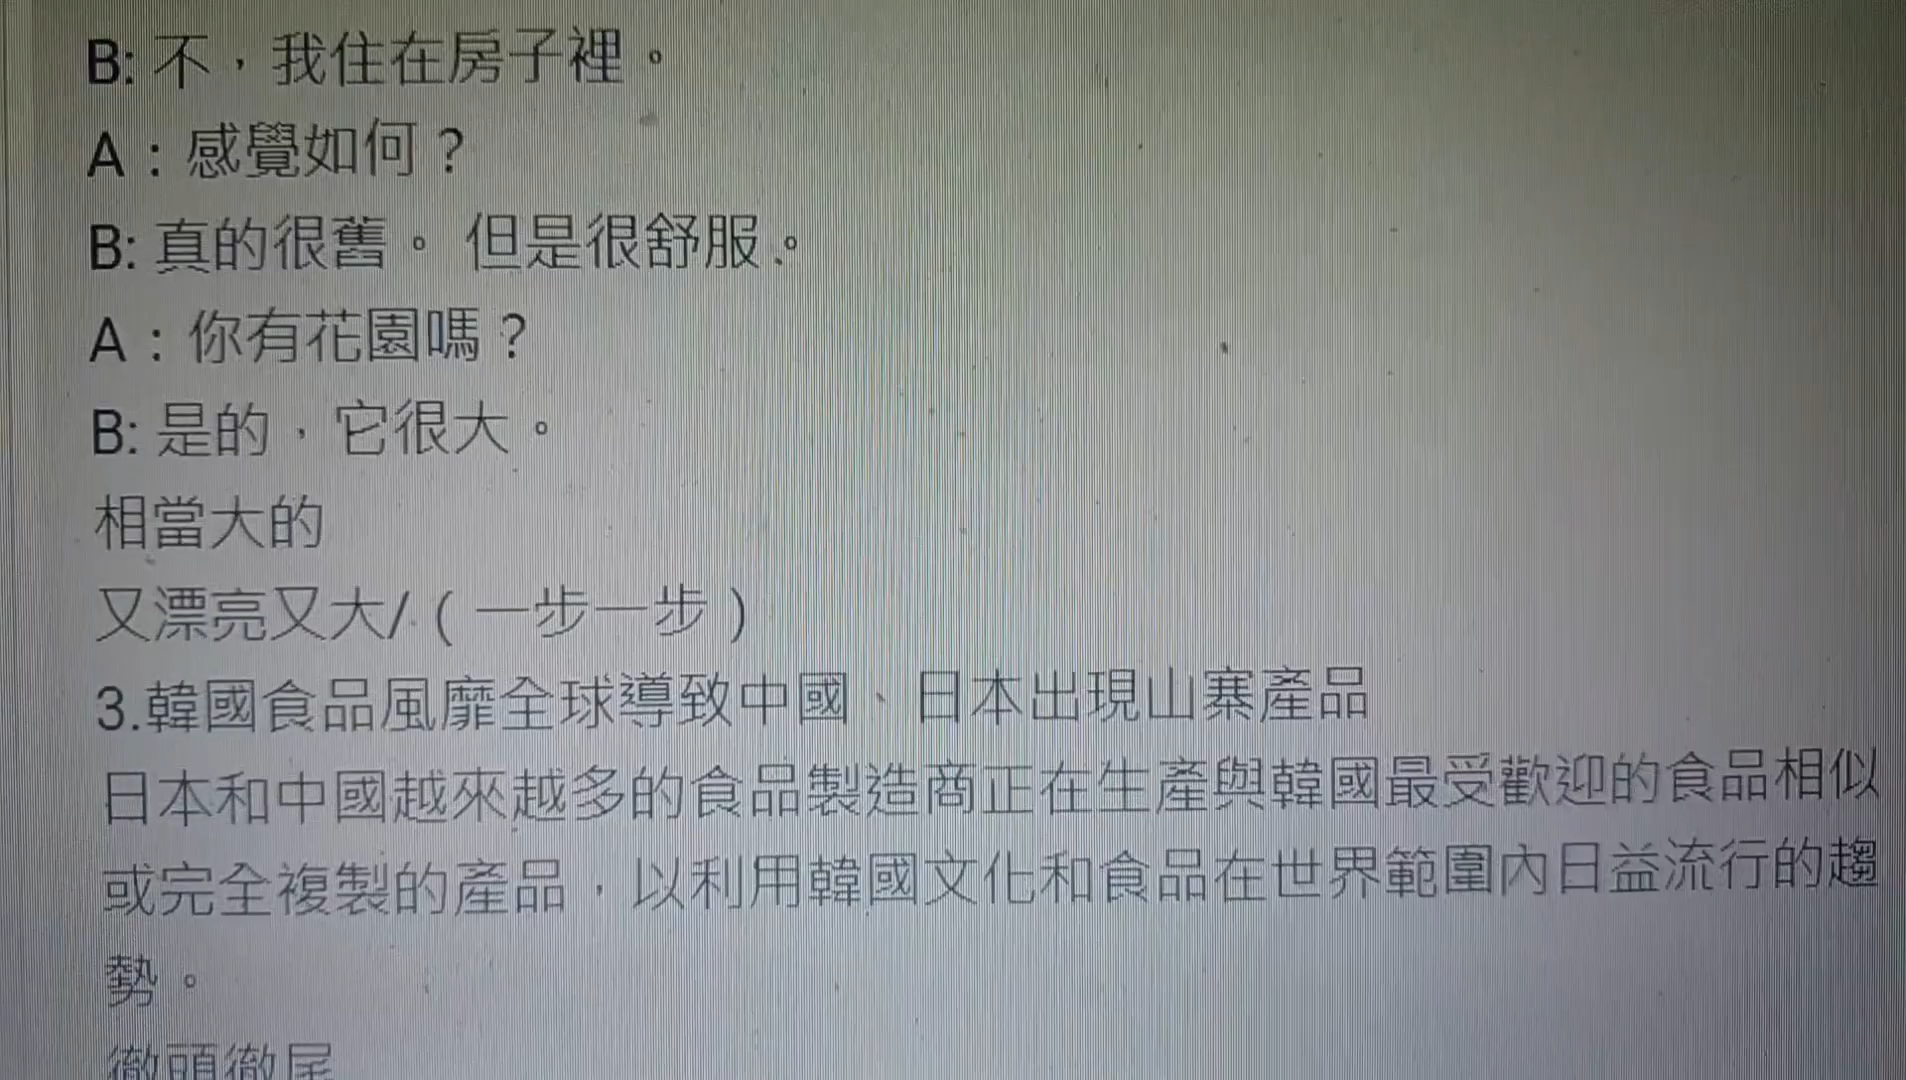 B: 不，我住在房子裡。
A：感覺如何？
B: 真的很舊。 但是很舒服。
A：你有花園嗎？
B: 是的，它很大。
相當大的
又漂亮又大/（一步一步）
3.韓國食品風靡全球導致中國、日本出現山寨產品
日本和中國越來越多的食品製造商正在生產與韓國最受歡迎的食品相似
或完全複製的產品，以利用韓國文化和食品在世界範圍內日益流行的趨
勢。
徹頭徹尾